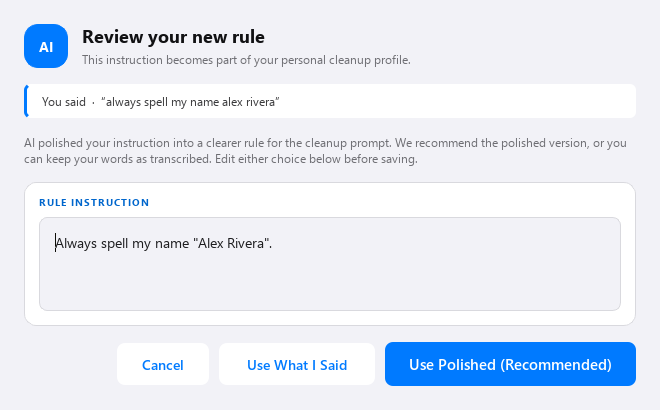 AI
Review your new rule
This instruction becomes part of your personal cleanup profile.
You said · “always spell my name alex rivera”
AI polished your instruction into a clearer rule for the cleanup prompt. We recommend the polished version, or you
can keep your words as transcribed. Edit either choice below before saving.
RULE INSTRUCTION
Always spell my name "Alex Rivera".
Cancel
Use What I Said
Use Polished (Recommended)